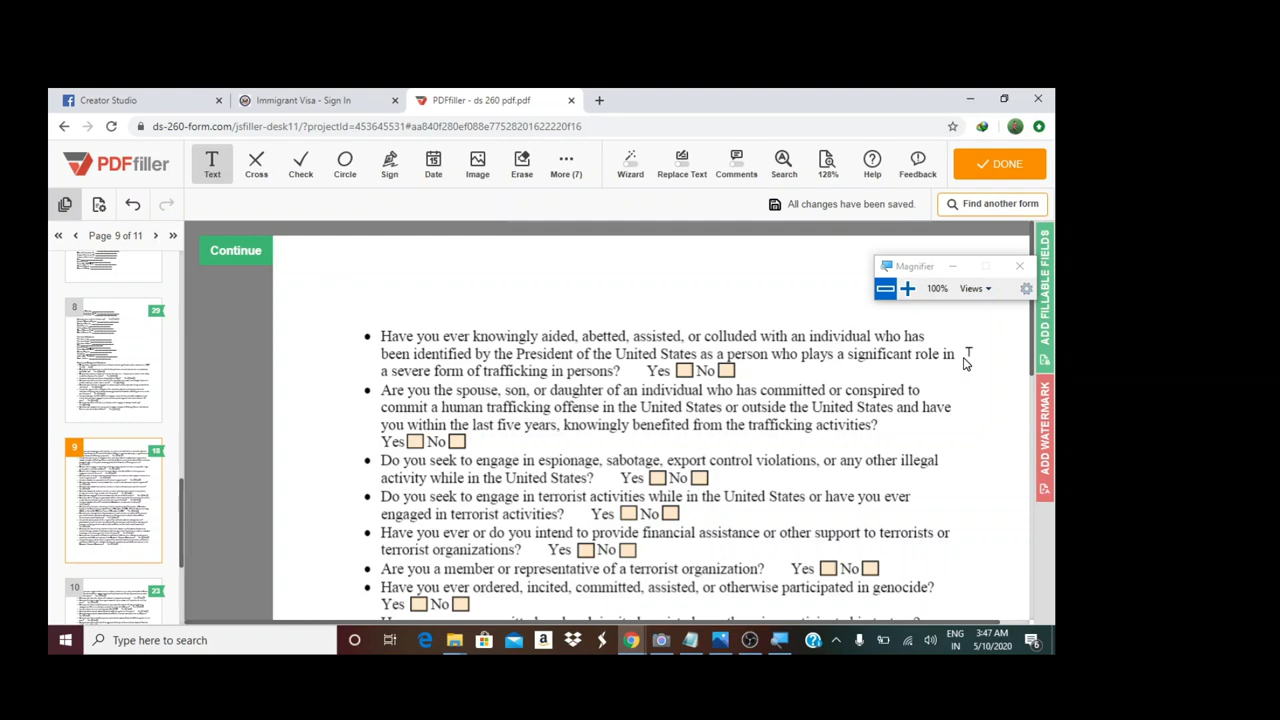 Creator Studio
Immigrant Visa - Sign In
PDFfiller - ds 260 pdf.pdf
ds-260-form.com/jsfiller-desk11/?projectId=453645531#aa840f280ef088e77528201622220f16
PDFfiller
Text
Cross
Check
Circle
Sign
Date
Image
Erase
More (7)
Wizard
Replace Text
Comments
Search
128%
Help
Feedback
DONE
All changes have been saved.
Find another form
Page 9 of 11
Continue
ADD FILLABLE FIELDS
ADD WATERMARK
Magnifier
100%
Views
8
29
9
18
10
23
Have you ever knowingly aided, abetted, assisted, or colluded with an individual who has
been identified by the President of the United States as a person who plays a significant role in
a severe form of trafficking in persons? Yes No
Are you the spouse, son, or daughter of an individual who has committed or conspired to
commit a human trafficking offense in the United States or outside the United States and have
you within the last five years, knowingly benefited from the trafficking activities?
Yes No
Do you seek to engage in espionage, sabotage, export control violations, or any other illegal
activity while in the United States? Yes No
Do you seek to engage in terrorist activities while in the United States or have you ever
engaged in terrorist activities? Yes No
Have you ever or do you intend to provide financial assistance or other support to terrorists or
terrorist organizations? Yes No
Are you a member or representative of a terrorist organization? Yes No
Have you ever ordered, incited, committed, assisted, or otherwise participated in genocide?
Yes No
Type here to search
ENG
IN
3:47 AM
5/10/2020